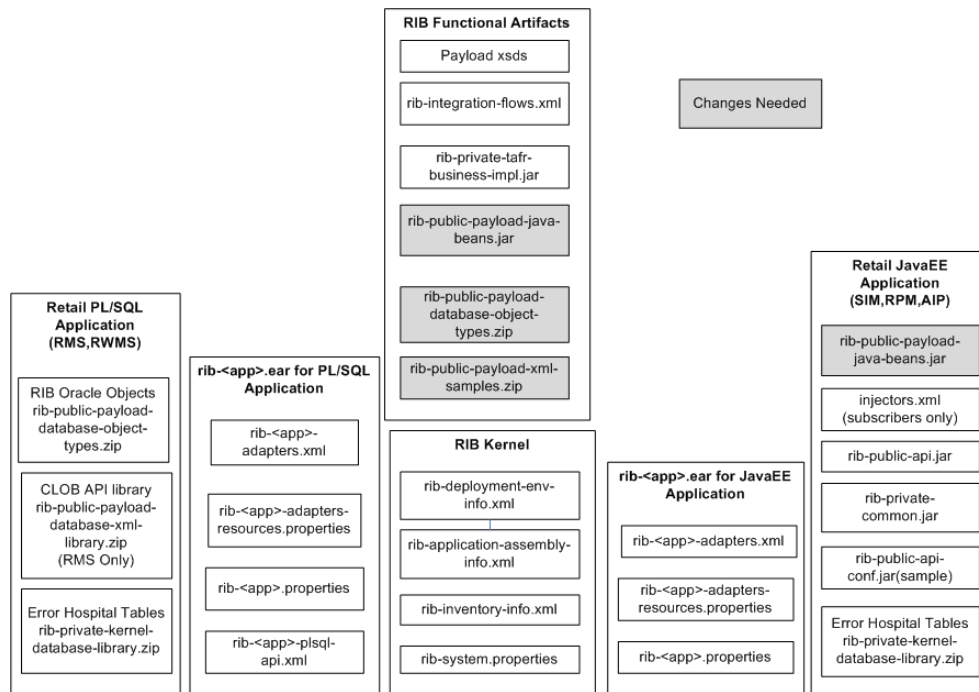 RIB Functional Artifacts
Payload xsds
rib-integration-flows.xml
rib-private-tafr-
business-impl.jar
rib-public-payload-java-
beans.jar
rib-public-payload-
database-object-
types.zip
rib-public-payload-xml-
samples.zip
Changes Needed
Retail PL/SQL
Application
(RMS,RWMS)
RIB Oracle Objects
rib-public-payload-
database-object-
types.zip
CLOB API library
rib-public-payload-
database-xml-
library.zip
(RMS Only)
Error Hospital Tables
rib-private-kernel-
database-library.zip
rib-<app>.ear for PL/SQL
Application
rib-<app>-
adapters.xml
rib-<app>-adapters-
resources.properties
rib-<app>.properties
rib-<app>-plsql-
api.xml
RIB Kernel
rib-deployment-env-
info.xml
rib-application-assembly-
info.xml
rib-inventory-info.xml
rib-system.properties
rib-<app>.ear for JavaEE
Application
rib-<app>-adapters.xml
rib-<app>-adapters-
resources.properties
rib-<app>.properties
Retail JavaEE
Application
(SIM,RPM,AIP)
rib-public-payload-
java-beans.jar
injectors.xml
(subscribers only)
rib-public-api.jar
rib-private-
common.jar
rib-public-api-
conf.jar(sample)
Error Hospital Tables
rib-private-kernel-
database-library.zip